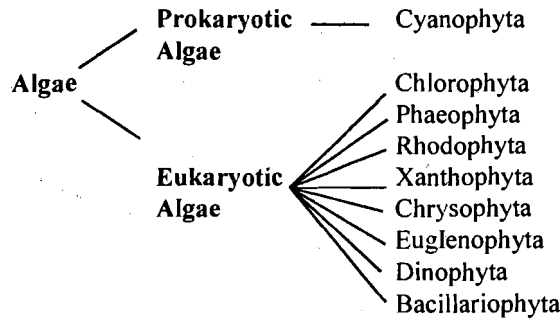 Prokaryotic
Algae
Cyanophyta
Algae
Eukaryotic
Algae
Chlorophyta
Phaeophyta
Rhodophyta
Xanthophyta
Chrysophyta
Euglenophyta
Dinophyta
Bacillariophyta